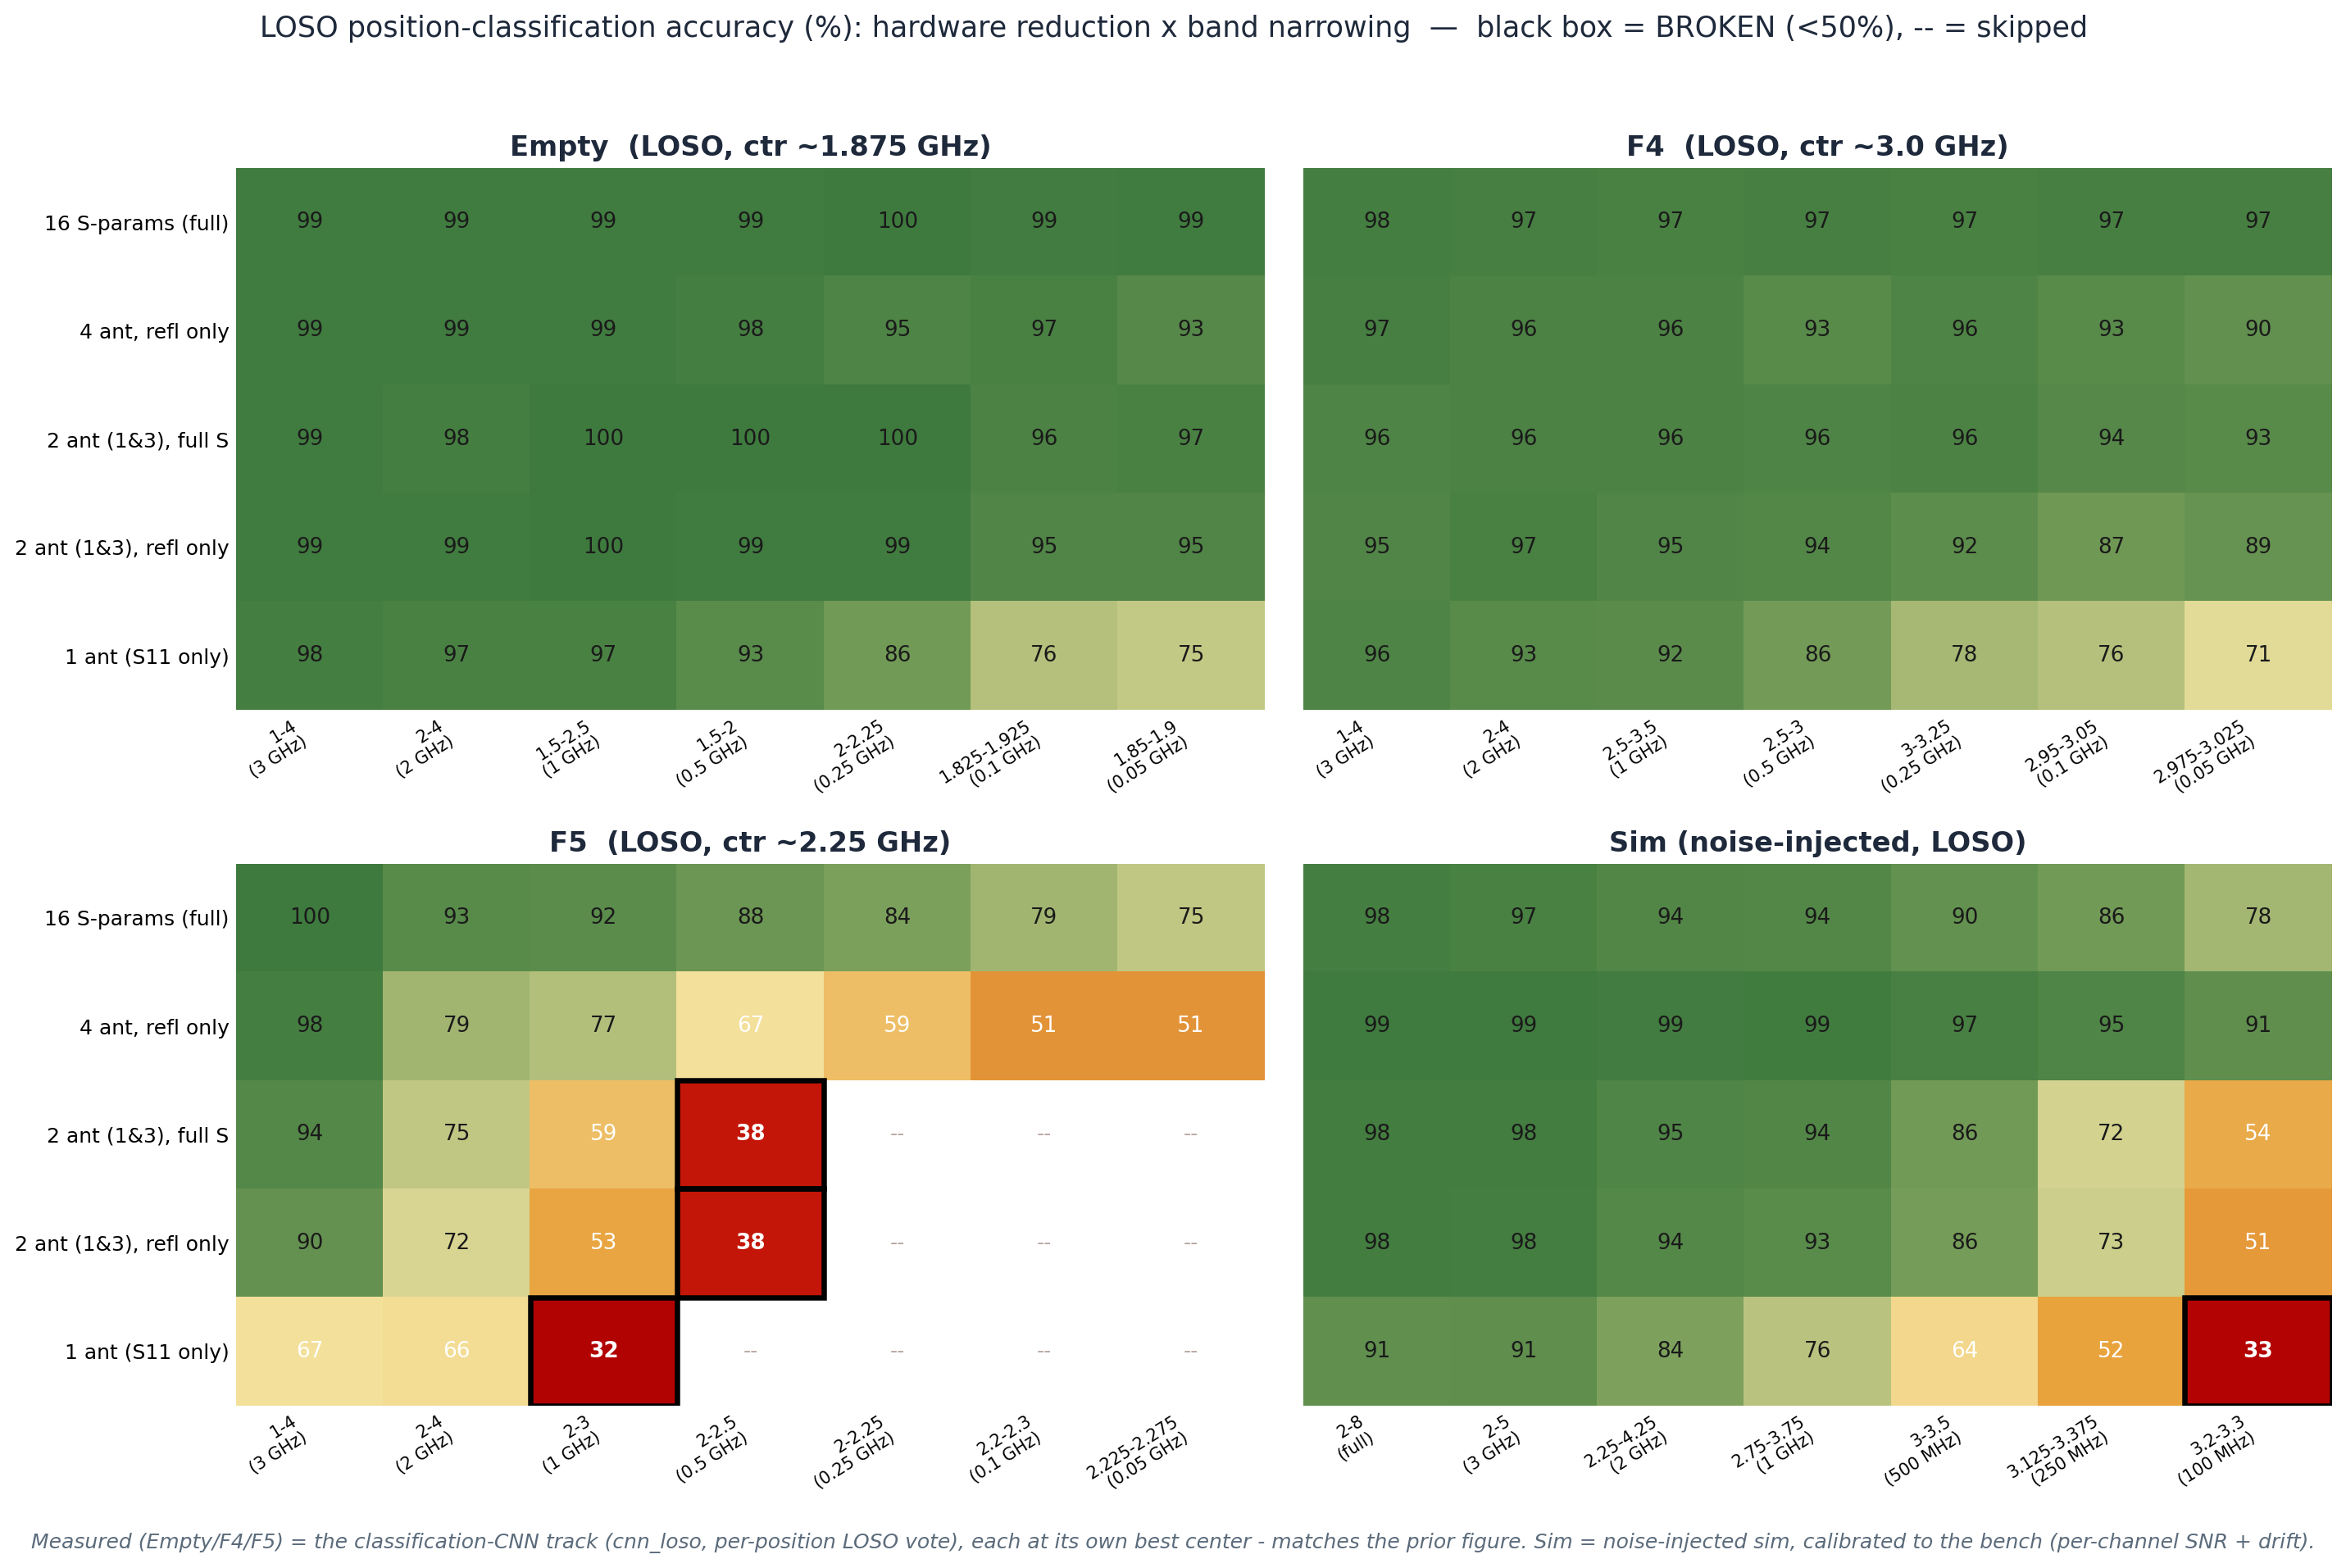 LOSO position-classification accuracy (%): hardware reduction x band narrowing — black box = BROKEN (<50%), -- = skipped
Empty (LOSO, ctr ~1.875 GHz)
16 S-params (full) 99 99 99 99 100 99 99
4 ant, refl only 99 99 99 98 95 97 93
2 ant (1&3), full S 99 98 100 100 100 96 97
2 ant (1&3), refl only 99 99 100 99 99 95 95
1 ant (S11 only) 98 97 97 93 86 76 75
1-4
(3 GHz)
2-4
(2 GHz)
1.5-2.5
(1 GHz)
1.5-2
(0.5 GHz)
2-2.25
(0.25 GHz)
1.825-1.925
(0.1 GHz)
1.85-1.9
(0.05 GHz)
F4 (LOSO, ctr ~3.0 GHz)
98 97 97 97 97 97 97
97 96 96 93 96 93 90
96 96 96 96 96 94 93
95 97 95 94 92 87 89
96 93 92 86 78 76 71
1-4
(3 GHz)
2-4
(2 GHz)
2.5-3.5
(1 GHz)
2.5-3
(0.5 GHz)
3-3.25
(0.25 GHz)
2.95-3.05
(0.1 GHz)
2.975-3.025
(0.05 GHz)
F5 (LOSO, ctr ~2.25 GHz)
16 S-params (full) 100 93 92 88 84 79 75
4 ant, refl only 98 79 77 67 59 51 51
2 ant (1&3), full S 94 75 59 38 -- -- --
2 ant (1&3), refl only 90 72 53 38 -- -- --
1 ant (S11 only) 67 66 32 -- -- -- --
1-4
(3 GHz)
2-4
(2 GHz)
2-3
(1 GHz)
2-2.5
(0.5 GHz)
2-2.25
(0.25 GHz)
2.2-2.3
(0.1 GHz)
2.225-2.275
(0.05 GHz)
Sim (noise-injected, LOSO)
98 97 94 94 90 86 78
99 99 99 99 97 95 91
98 98 95 94 86 72 54
98 98 94 93 86 73 51
91 91 84 76 64 52 33
2-8
(full)
2-5
(3 GHz)
2.25-4.25
(2 GHz)
2.75-3.75
(1 GHz)
3-3.5
(500 MHz)
3.125-3.375
(250 MHz)
3.2-3.3
(100 MHz)
Measured (Empty/F4/F5) = the classification-CNN track (cnn_loso, per-position LOSO vote), each at its own best center - matches the prior figure. Sim = noise-injected sim, calibrated to the bench (per-channel SNR + drift).